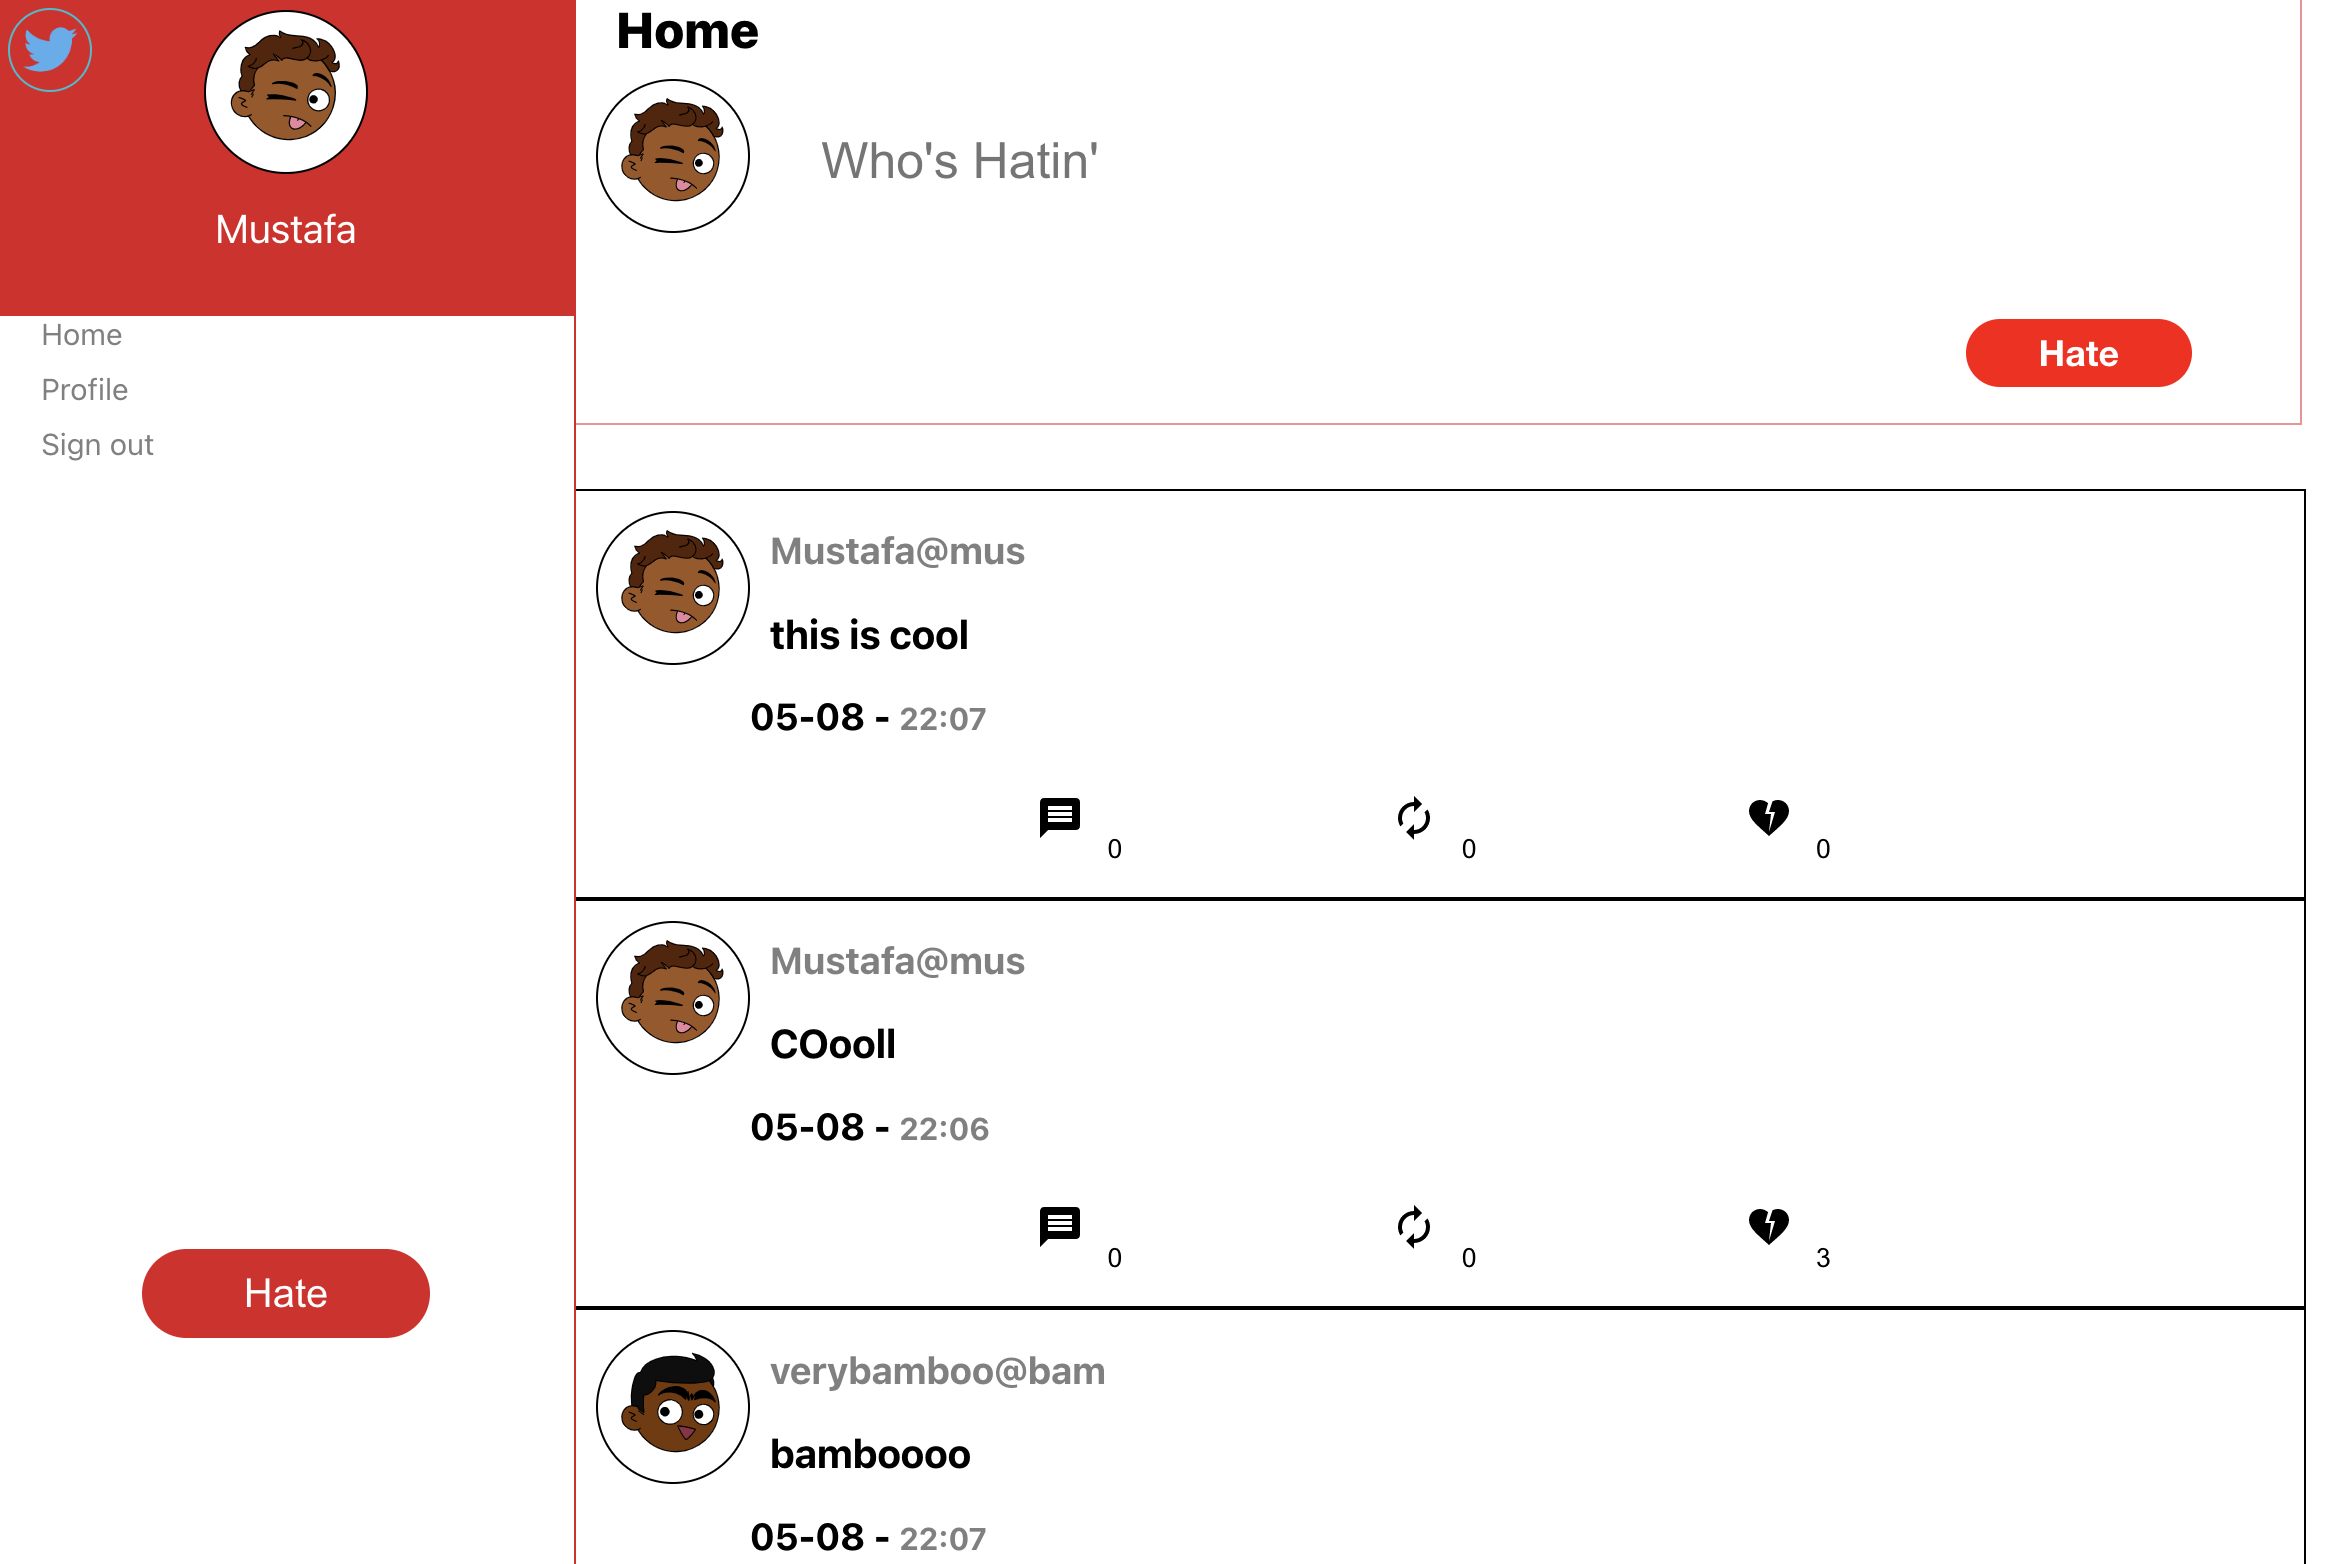 Mustafa
Home
Profile
Sign out
Hate
Home
Who's Hatin'
Hate
Mustafa@mus
this is cool
05-08 - 22:07
0 0 0
Mustafa@mus
COooll
05-08 - 22:06
0 0 3
verybamboo@bam
bamboooo
05-08 - 22:07